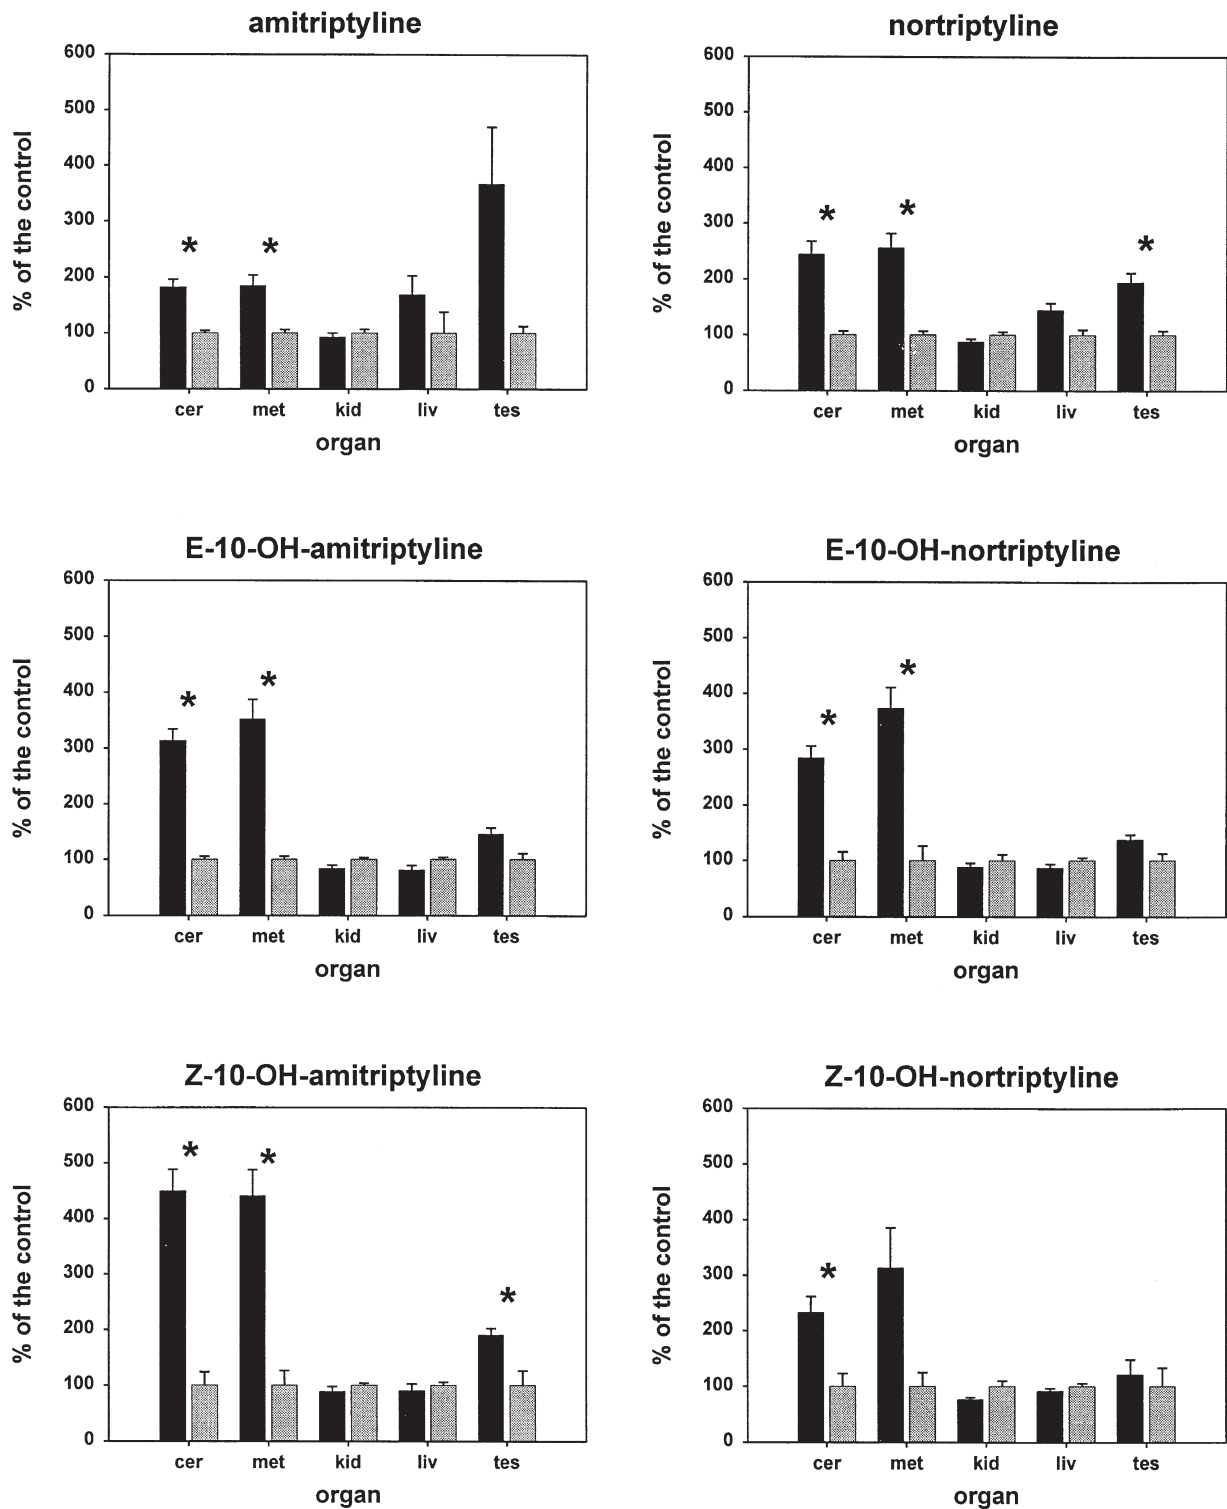 amitriptyline
% of the control
600
500
400
300
200
100
0
*
*
cer met kid liv tes
organ
nortriptyline
% of the control
600
500
400
300
200
100
0
*
*
*
cer met kid liv tes
organ
E-10-OH-amitriptyline
% of the control
600
500
400
300
200
100
0
*
*
cer met kid liv tes
organ
E-10-OH-nortriptyline
% of the control
600
500
400
300
200
100
0
*
*
cer met kid liv tes
organ
Z-10-OH-amitriptyline
% of the control
600
500
400
300
200
100
0
*
*
*
cer met kid liv tes
organ
Z-10-OH-nortriptyline
% of the control
600
500
400
300
200
100
0
*
cer met kid liv tes
organ